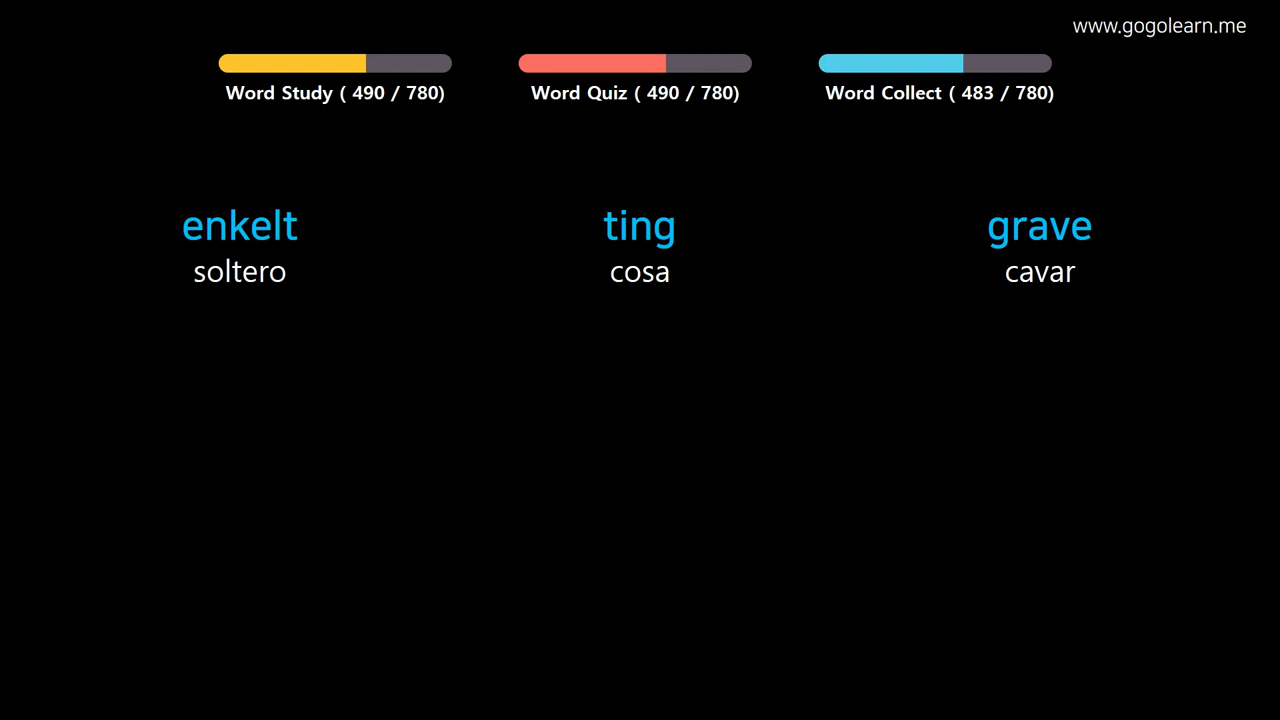 www.gogolearn.me
Word Study ( 490 / 780)
Word Quiz ( 490 / 780)
Word Collect ( 483 / 780)
enkelt
soltero
ting
cosa
grave
cavar